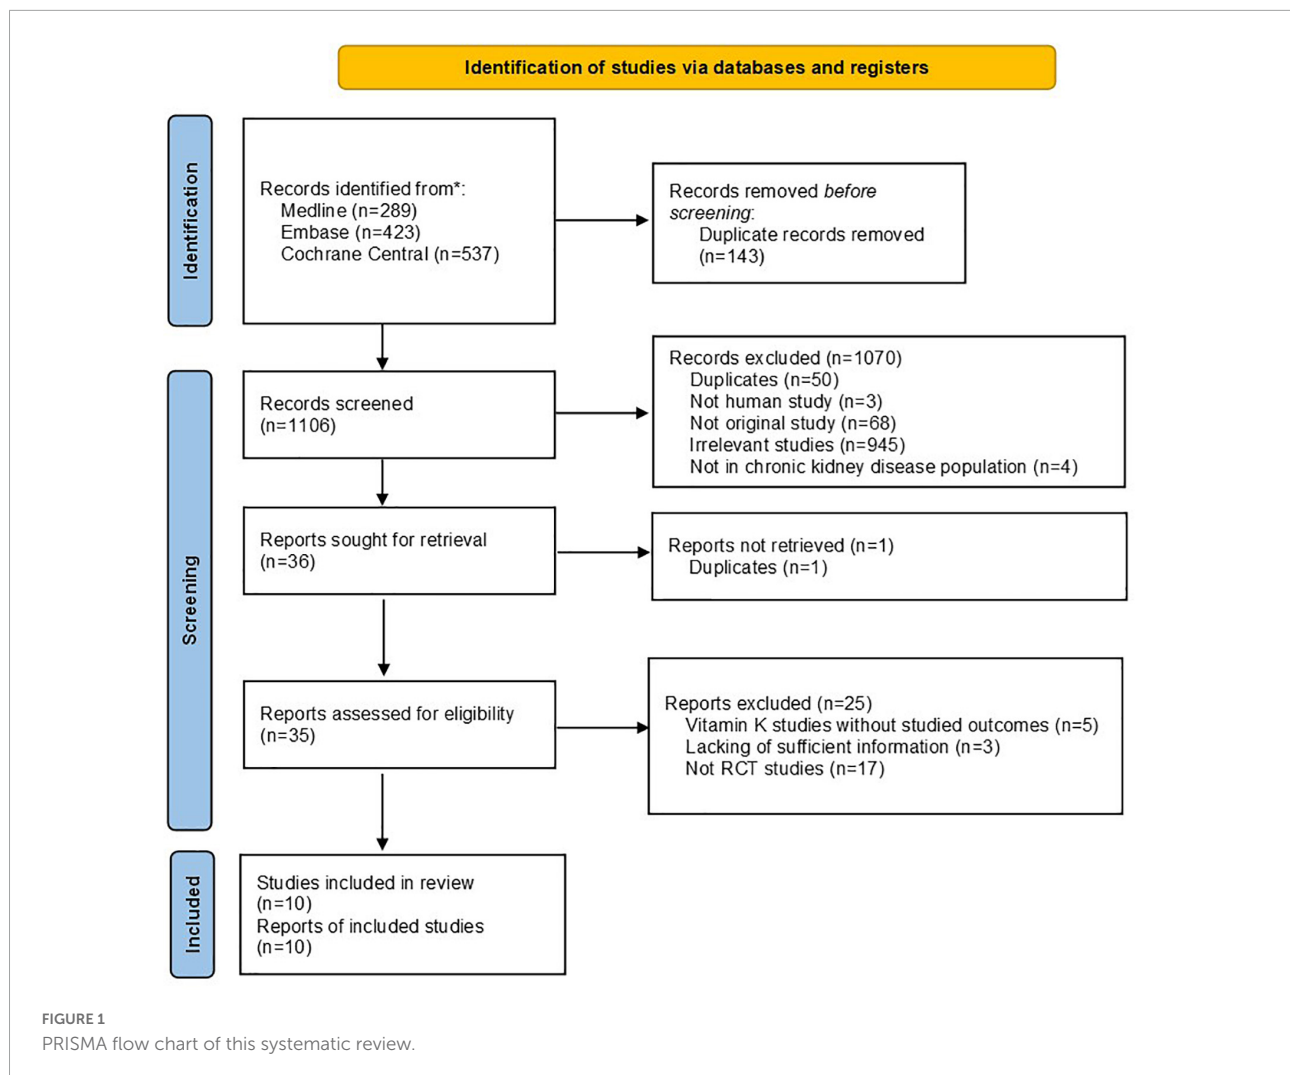 Identification of studies via databases and registers
Identification
Records identified from*:
Medline (n=289)
Embase (n=423)
Cochrane Central (n=537)
Records removed before
screening:
Duplicate records removed
(n=143)
Screening
Records screened
(n=1106)
Records excluded (n=1070)
Duplicates (n=50)
Not human study (n=3)
Not original study (n=68)
Irrelevant studies (n=945)
Not in chronic kidney disease population (n=4)
Reports sought for retrieval
(n=36)
Reports not retrieved (n=1)
Duplicates (n=1)
Reports assessed for eligibility
(n=35)
Reports excluded (n=25)
Vitamin K studies without studied outcomes (n=5)
Lacking of sufficient information (n=3)
Not RCT studies (n=17)
Included
Studies included in review
(n=10)
Reports of included studies
(n=10)
FIGURE 1
PRISMA flow chart of this systematic review.